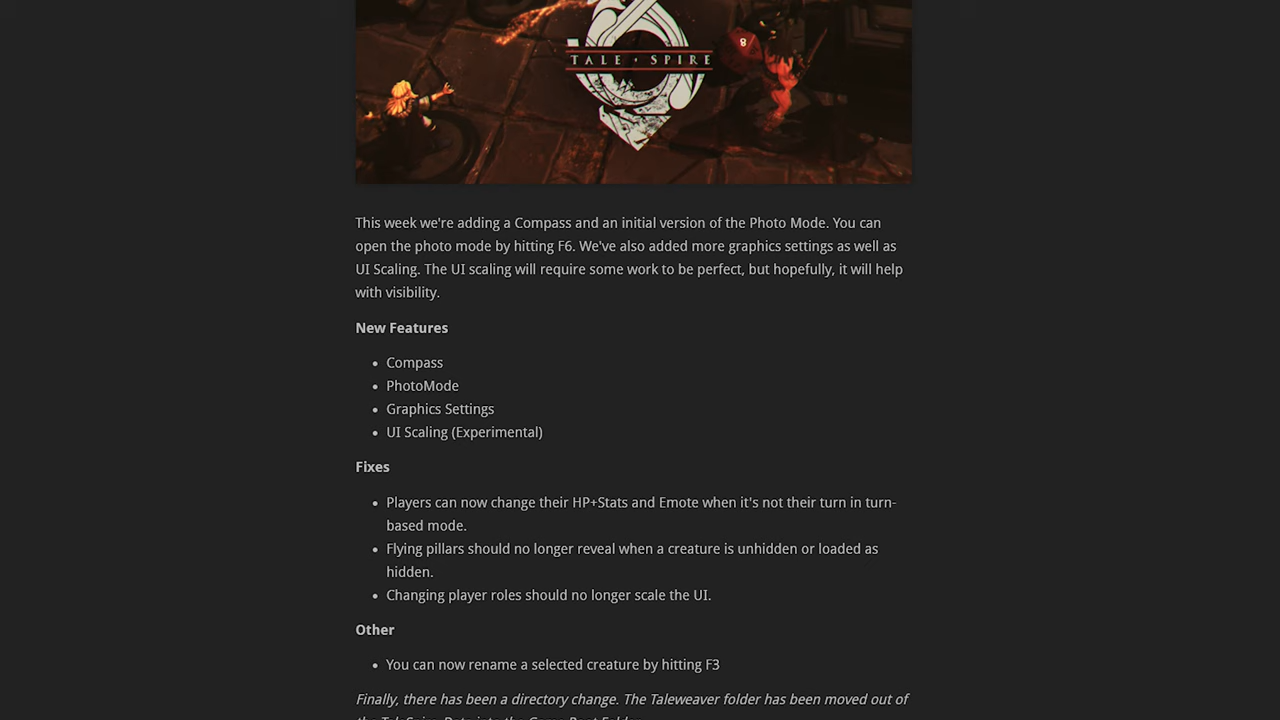 8
TALE · SPIRE
This week we're adding a Compass and an initial version of the Photo Mode. You can
open the photo mode by hitting F6. We've also added more graphics settings as well as
UI Scaling. The UI scaling will require some work to be perfect, but hopefully, it will help
with visibility.
New Features
• Compass
• PhotoMode
• Graphics Settings
• UI Scaling (Experimental)
Fixes
• Players can now change their HP+Stats and Emote when it's not their turn in turn-
based mode.
• Flying pillars should no longer reveal when a creature is unhidden or loaded as
hidden.
• Changing player roles should no longer scale the UI.
Other
• You can now rename a selected creature by hitting F3
Finally, there has been a directory change. The Taleweaver folder has been moved out of